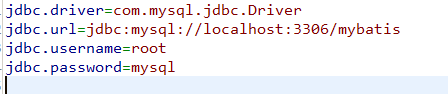 jdbc.driver=com.mysql.jdbc.Driver
jdbc.url=jdbc:mysql://localhost:3306/mybatis
jdbc.username=root
jdbc.password=mysql